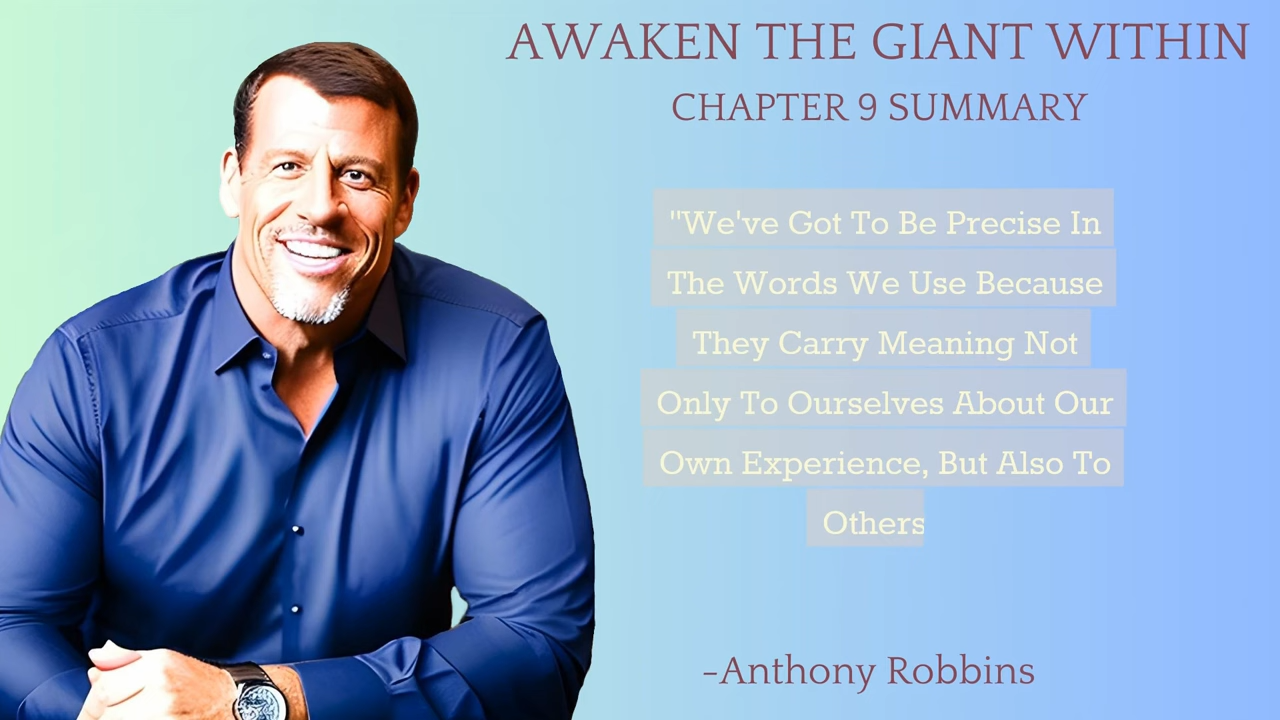 AWAKEN THE GIANT WITHIN
CHAPTER 9 SUMMARY
"We've Got To Be Precise In
The Words We Use Because
They Carry Meaning Not
Only To Ourselves About Our
Own Experience, But Also To
Others
-Anthony Robbins